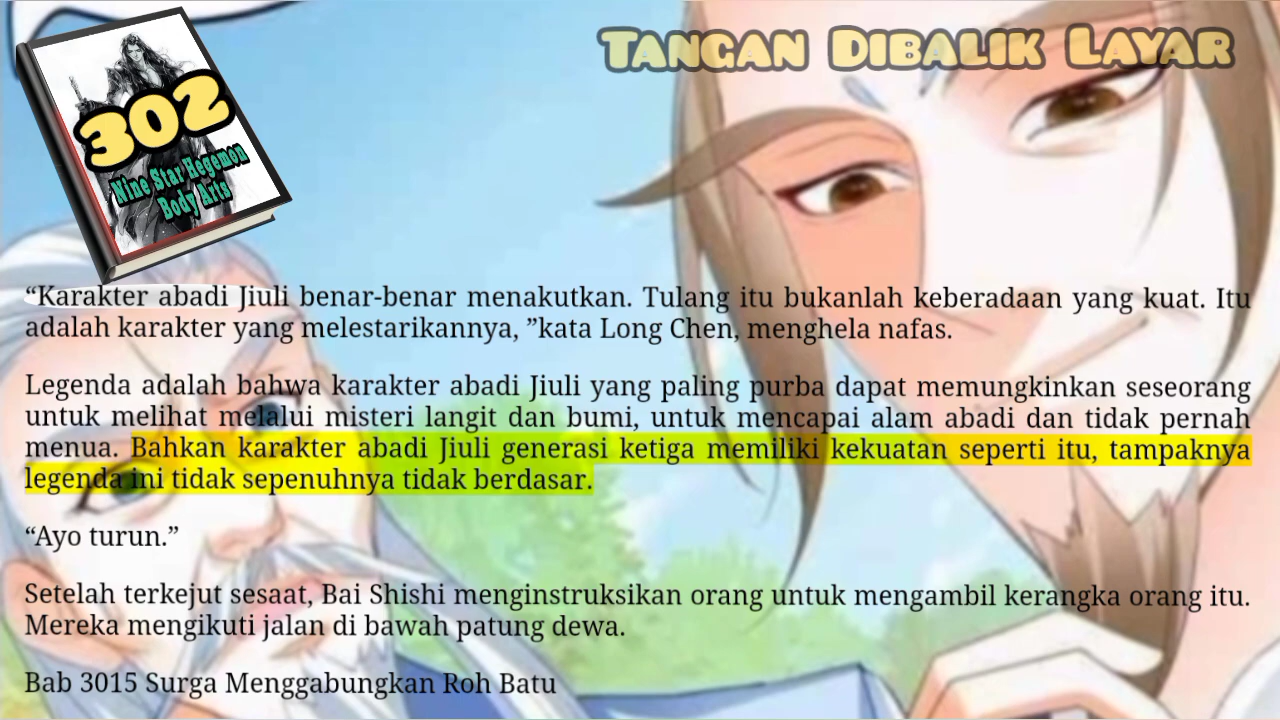 TANGAN DIBALIK LAYAR
302
Nine Star Hegemon
Body Arts
“Karakter abadi Jiuli benar-benar menakutkan. Tulang itu bukanlah keberadaan yang kuat. Itu
adalah karakter yang melestarikannya, ”kata Long Chen, menghela nafas.
Legenda adalah bahwa karakter abadi Jiuli yang paling purba dapat memungkinkan seseorang
untuk melihat melalui misteri langit dan bumi, untuk mencapai alam abadi dan tidak pernah
menua. Bahkan karakter abadi Jiuli generasi ketiga memiliki kekuatan seperti itu, tampaknya
legenda ini tidak sepenuhnya tidak berdasar.
“Ayo turun.”
Setelah terkejut sesaat, Bai Shishi menginstruksikan orang untuk mengambil kerangka orang itu.
Mereka mengikuti jalan di bawah patung dewa.
Bab 3015 Surga Menggabungkan Roh Batu